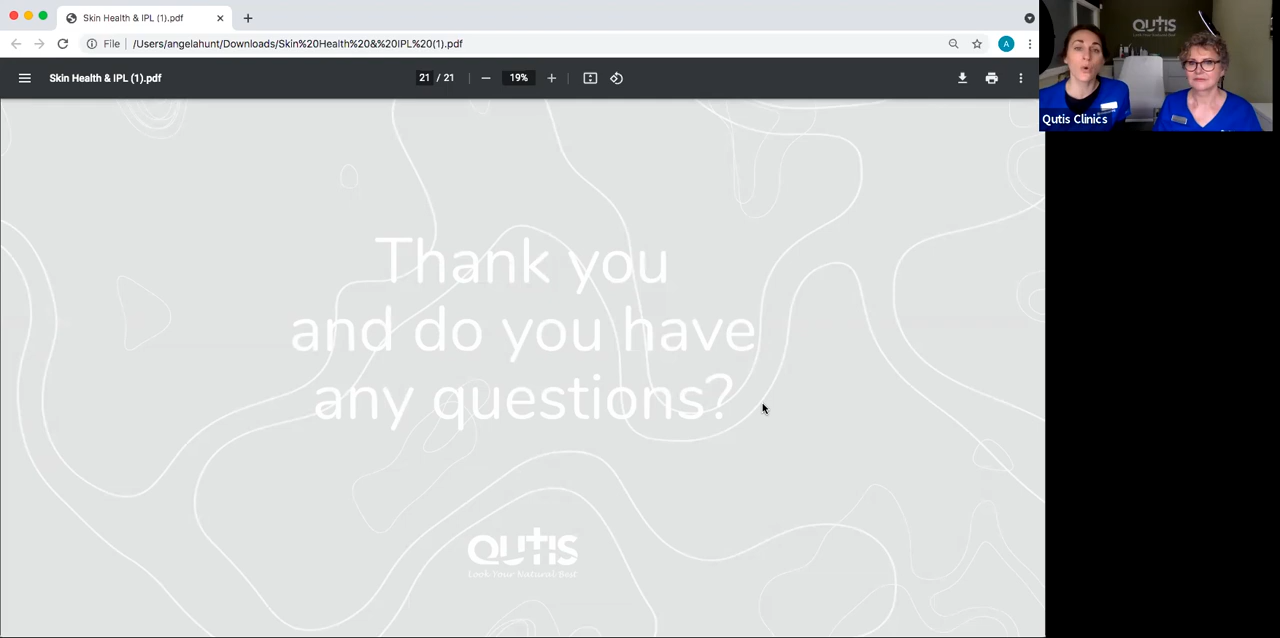 Skin Health & IPL (1).pdf
File
/Users/angelahunt/Downloads/Skin%20Health%20&%20IPL%20(1).pdf
A
Skin Health & IPL (1).pdf
21 / 21
19%
QUTIS
Qutis Clinics
Thank you
and do you have
any questions?
QUTIS
Look Your Natural Best